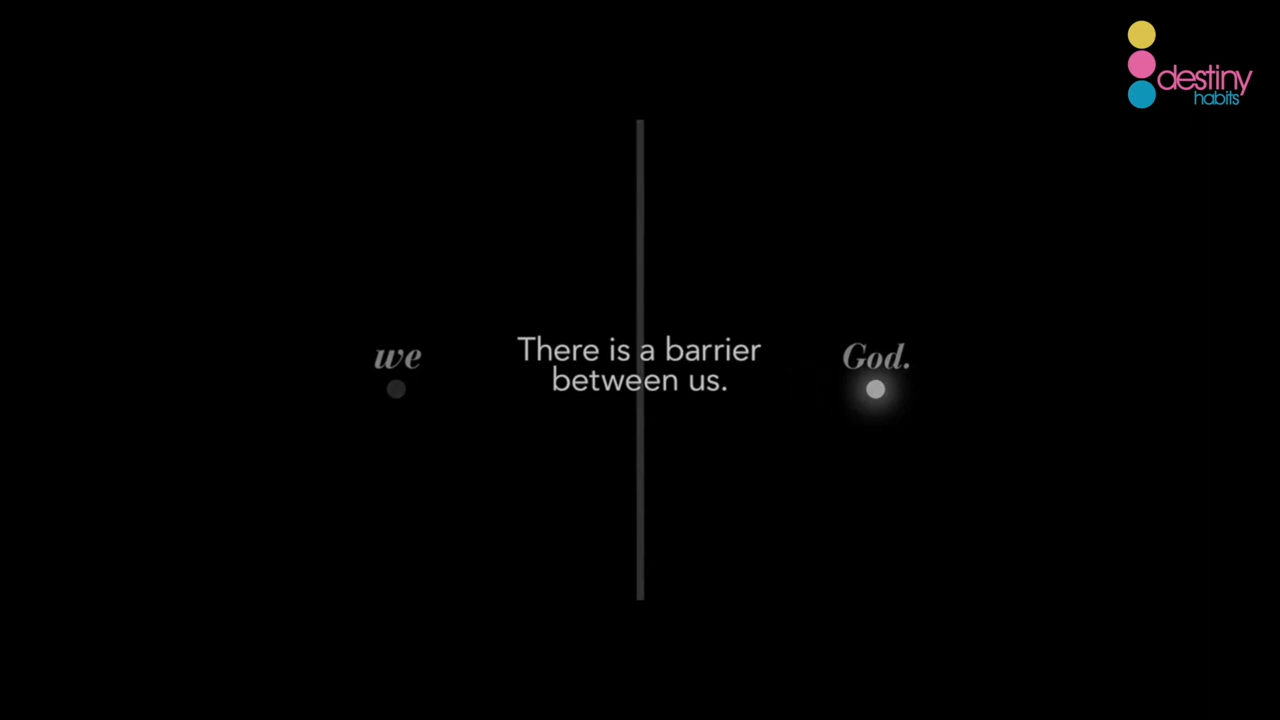 destiny
habits
we
There is a barrier
between us.
God.